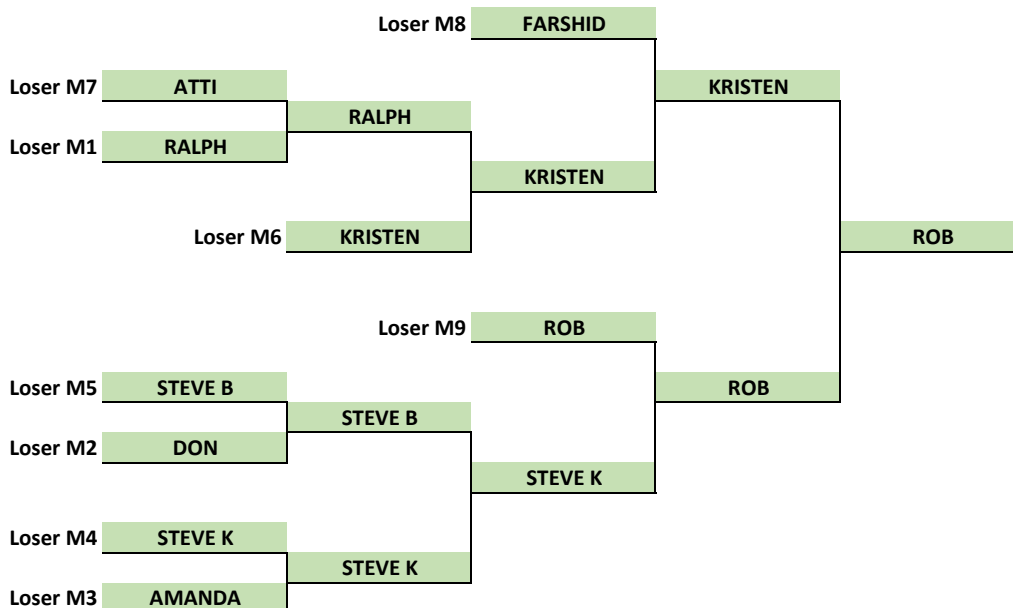 Loser M8 FARSHID
Loser M7 ATTI KRISTEN
RALPH
Loser M1 RALPH
KRISTEN
Loser M6 KRISTEN ROB
Loser M9 ROB
Loser M5 STEVE B ROB
STEVE B
Loser M2 DON
STEVE K
Loser M4 STEVE K
STEVE K
Loser M3 AMANDA